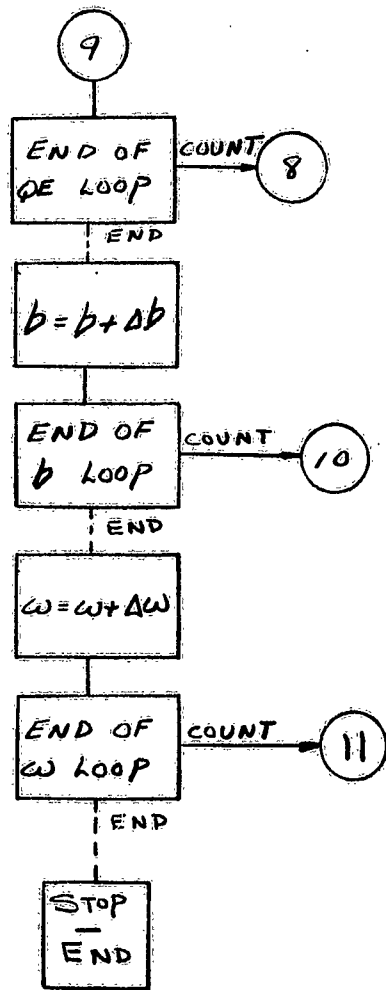 9
END OF
QE LOOP
COUNT
8
END
b = b + Δb
END OF
b LOOP
COUNT
10
END
ω = ω + Δω
END OF
ω LOOP
COUNT
11
END
STOP
—
END